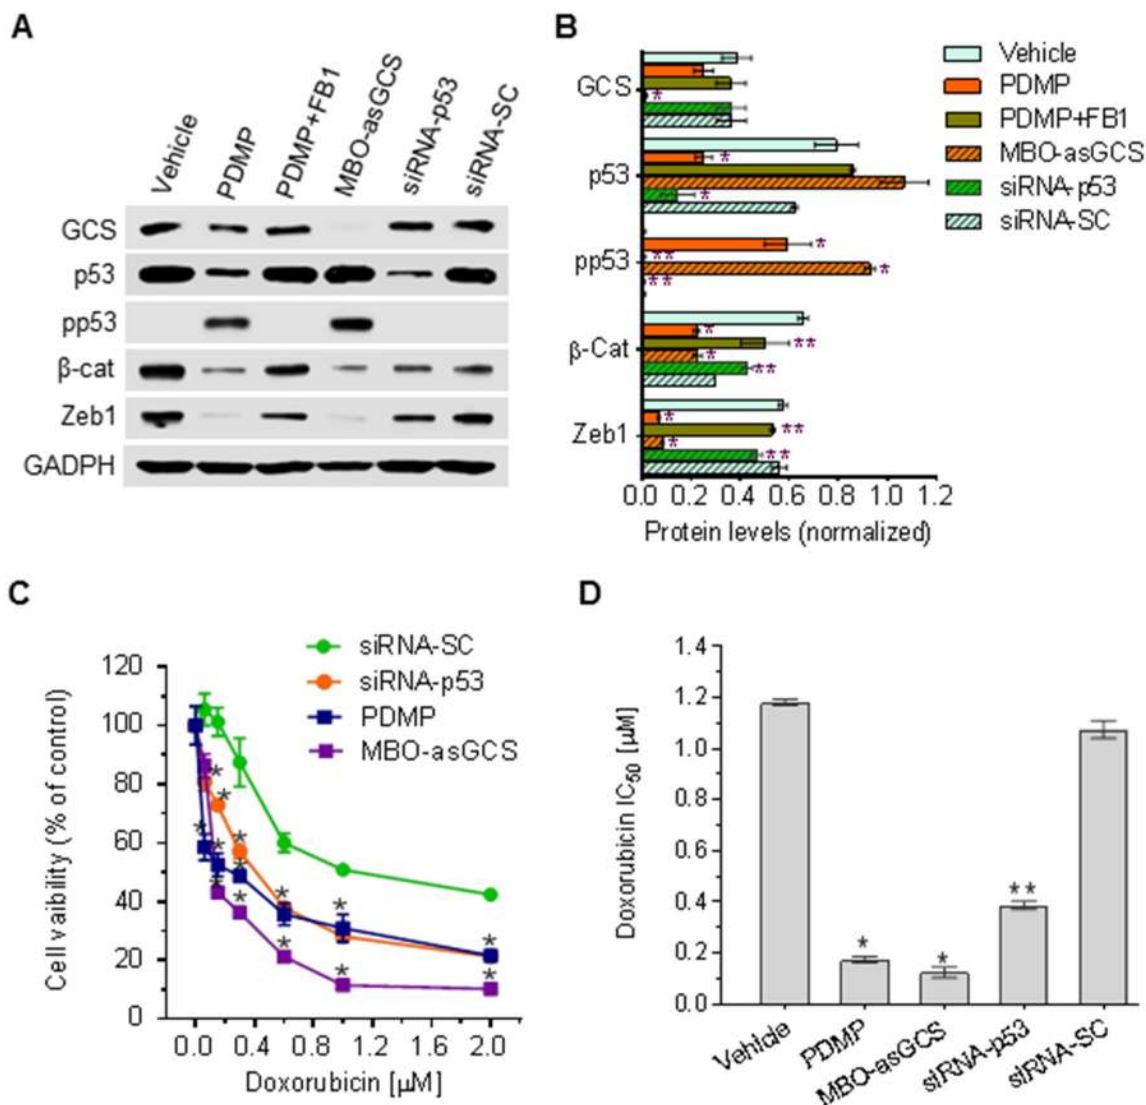 A
Vehicle
PDMP
PDMP+FB1
MBO-asGCS
siRNA-p53
siRNA-SC
GCS
p53
pp53
β-cat
Zeb1
GADPH
B
GCS
p53
pp53
β-Cat
Zeb1
*
*
*
*
**
*
**
*
**
*
**
*
**
*
**
0.0 0.2 0.4 0.6 0.8 1.0 1.2
Protein levels (normalized)
Vehicle
PDMP
PDMP+FB1
MBO-asGCS
siRNA-p53
siRNA-SC
C
siRNA-SC
siRNA-p53
PDMP
MBO-asGCS
Cell vaibility (% of control)
120
100
80
60
40
20
0
* * * * * * * * * * * * * *
0.0 0.4 0.8 1.2 1.6 2.0
Doxorubicin [μM]
D
Doxorubicin IC50 [μM]
1.4
1.2
1.0
0.8
0.6
0.4
0.2
0.0
* * **
Vehicle
PDMP
MBO-asGCS
siRNA-p53
siRNA-SC